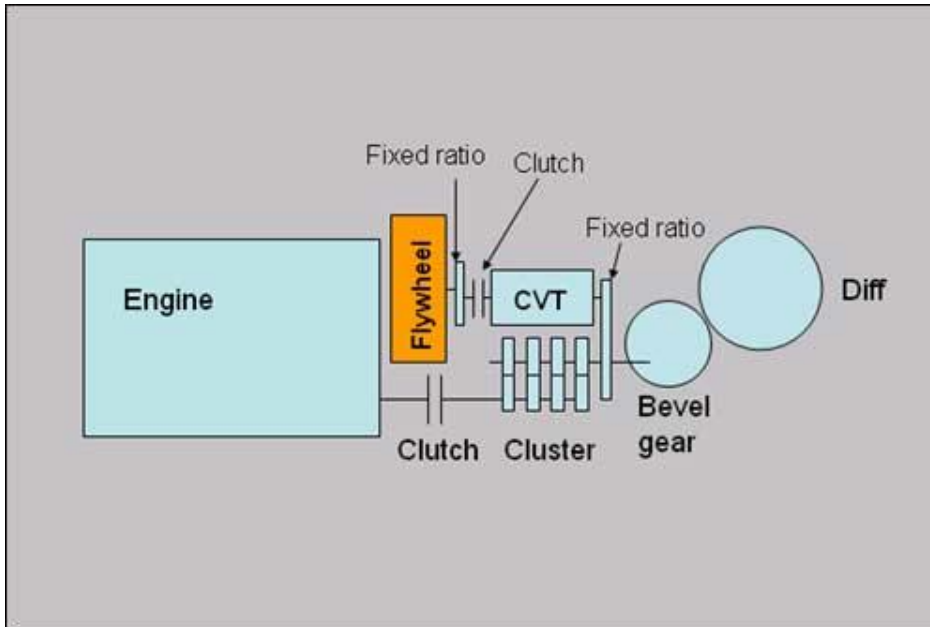 Fixed ratio
Clutch
Fixed ratio
Engine
Flywheel
CVT
Diff
Bevel
gear
Clutch
Cluster